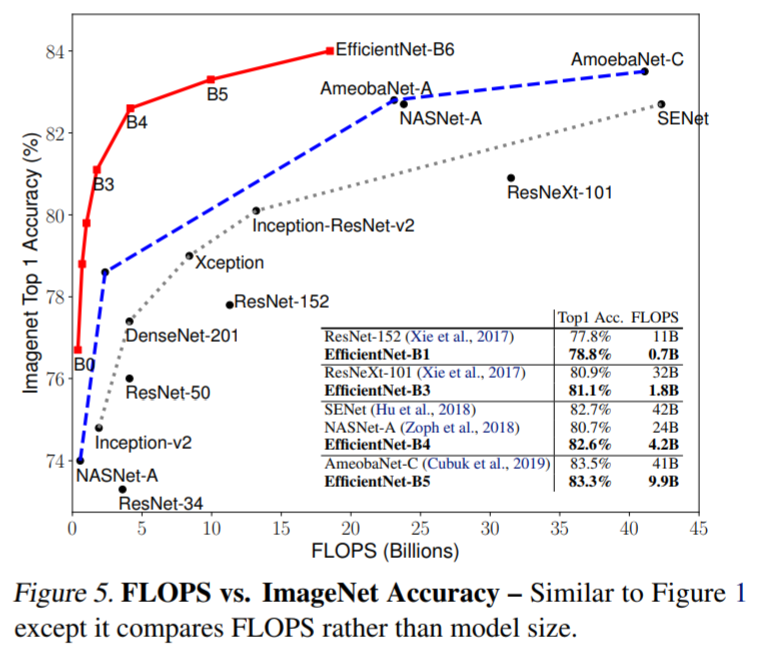 84
82
80
78
76
74
Imagenet Top 1 Accuracy (%)
EfficientNet-B6
AmoebaNet-C
B5
AmeobaNet-A
B4
NASNet-A
SENet
B3
ResNeXt-101
Inception-ResNet-v2
Xception
ResNet-152
DenseNet-201
B0
ResNet-50
Inception-v2
NASNet-A
ResNet-34
Top1 Acc. FLOPS
ResNet-152 (Xie et al., 2017) 77.8% 11B
EfficientNet-B1 78.8% 0.7B
ResNeXt-101 (Xie et al., 2017) 80.9% 32B
EfficientNet-B3 81.1% 1.8B
SENet (Hu et al., 2018) 82.7% 42B
NASNet-A (Zoph et al., 2018) 80.7% 24B
EfficientNet-B4 82.6% 4.2B
AmeobaNet-C (Cubuk et al., 2019) 83.5% 41B
EfficientNet-B5 83.3% 9.9B
0 5 10 15 20 25 30 35 40 45
FLOPS (Billions)
Figure 5. FLOPS vs. ImageNet Accuracy – Similar to Figure 1
except it compares FLOPS rather than model size.